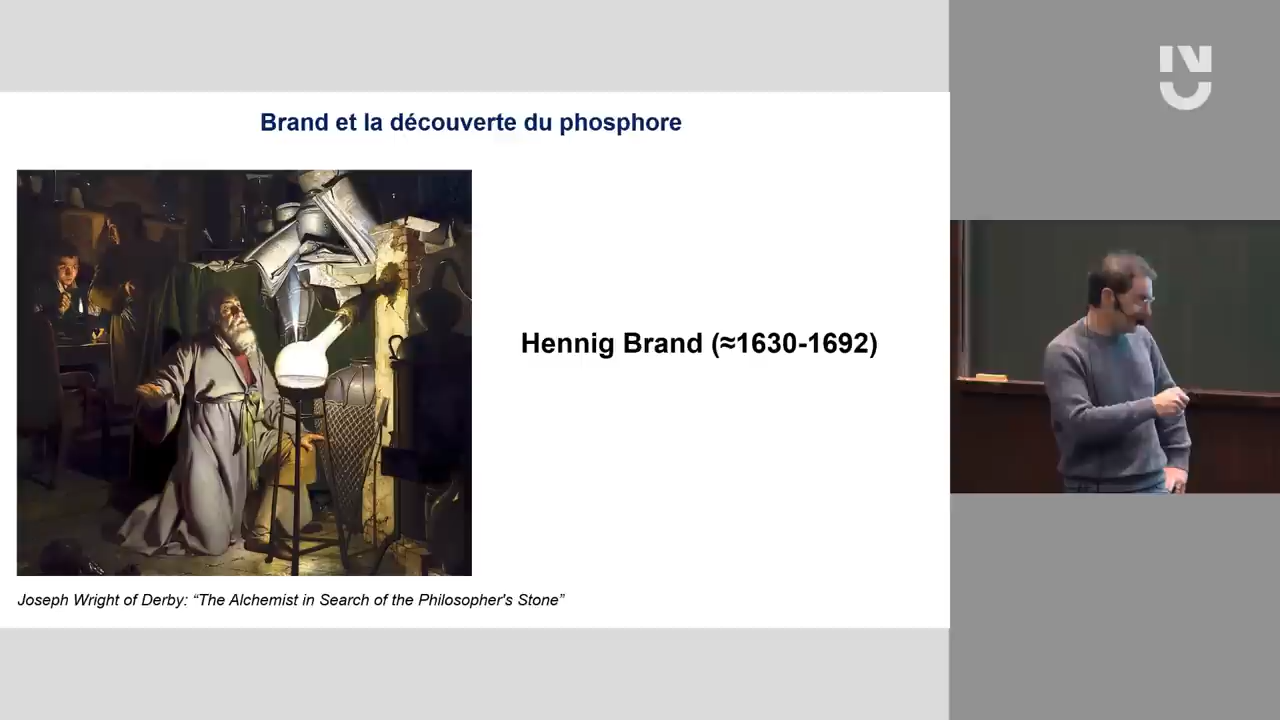 Brand et la découverte du phosphore
Hennig Brand (≈1630-1692)
Joseph Wright of Derby: “The Alchemist in Search of the Philosopher's Stone”